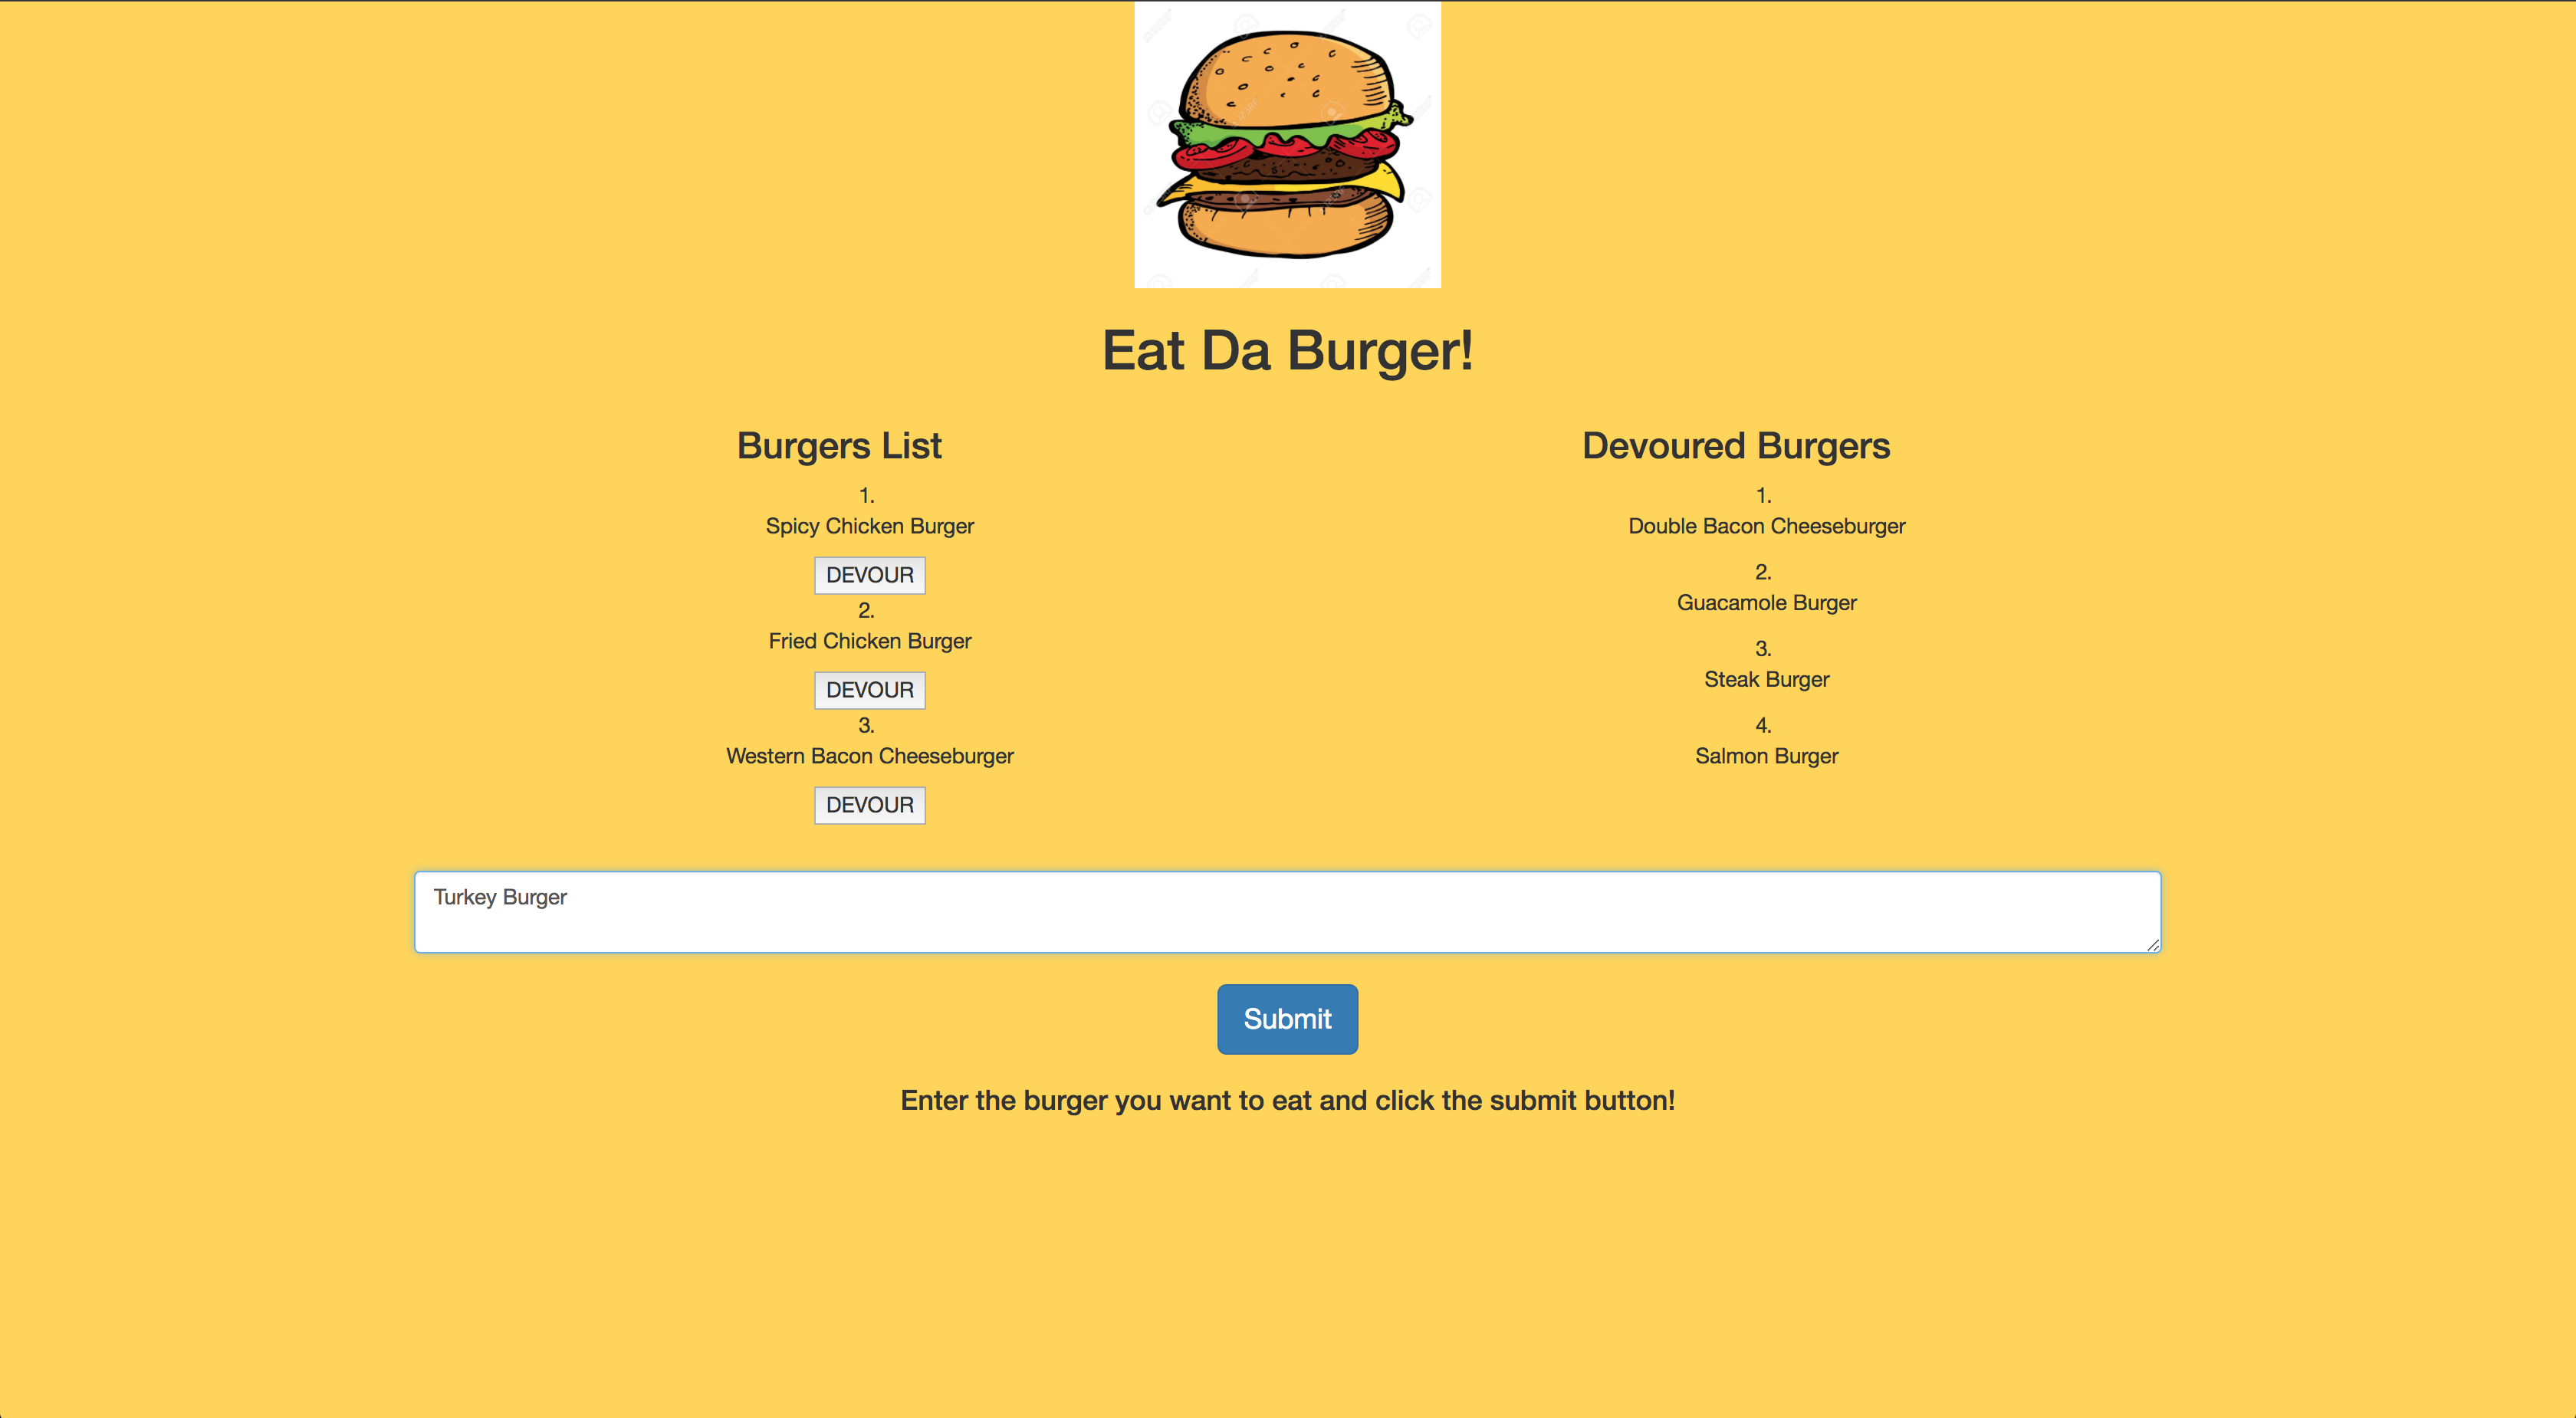 Eat Da Burger!
Burgers List
1.
Spicy Chicken Burger
DEVOUR
2.
Fried Chicken Burger
DEVOUR
3.
Western Bacon Cheeseburger
DEVOUR
Devoured Burgers
1.
Double Bacon Cheeseburger
2.
Guacamole Burger
3.
Steak Burger
4.
Salmon Burger
Turkey Burger
Submit
Enter the burger you want to eat and click the submit button!